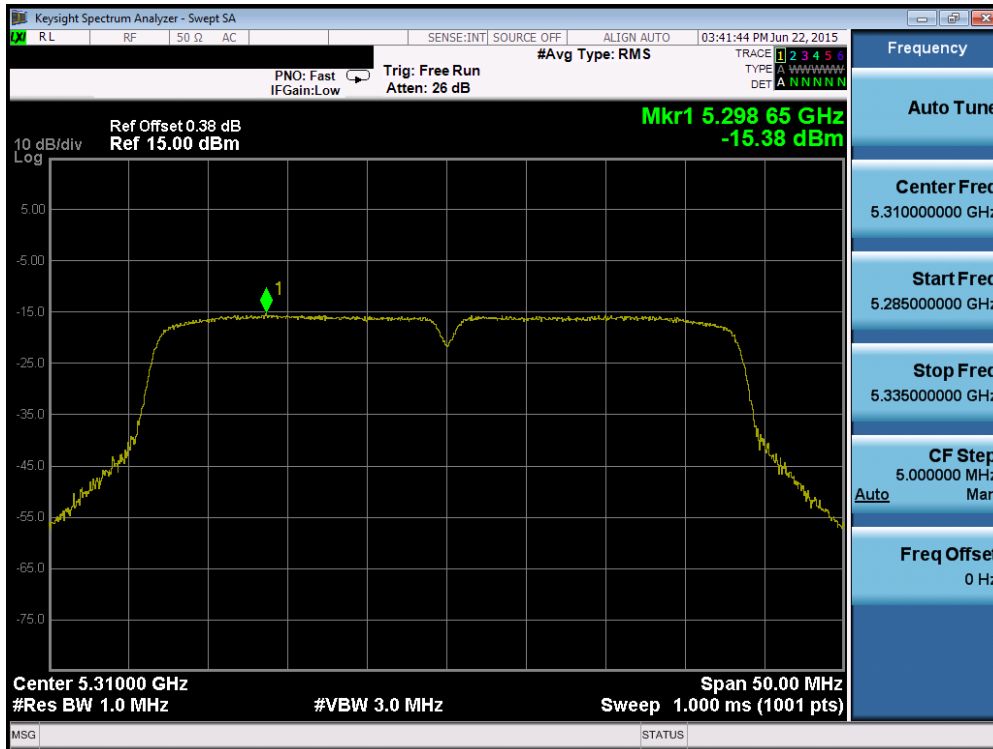 Keysight Spectrum Analyzer - Swept SA
LXI RL RF 50 Ω AC SENSE:INT SOURCE OFF ALIGN AUTO 03:41:44 PM Jun 22, 2015
#Avg Type: RMS
TRACE 1 2 3 4 5 6
TYPE A WWWWW
DET A N N N N N
PNO: Fast Trig: Free Run
IFGain:Low Atten: 26 dB
Frequency
Auto Tune
Mkr1 5.298 65 GHz
-15.38 dBm
Ref Offset 0.38 dB
10 dB/div Ref 15.00 dBm
Log
1
5.00
-5.00
-15.0
-25.0
-35.0
-45.0
-55.0
-65.0
-75.0
Center Freq
5.310000000 GHz
Start Freq
5.285000000 GHz
Stop Freq
5.335000000 GHz
CF Step
5.000000 MHz
Auto Man
Freq Offset
0 Hz
Center 5.31000 GHz Span 50.00 MHz
#Res BW 1.0 MHz #VBW 3.0 MHz Sweep 1.000 ms (1001 pts)
MSG STATUS